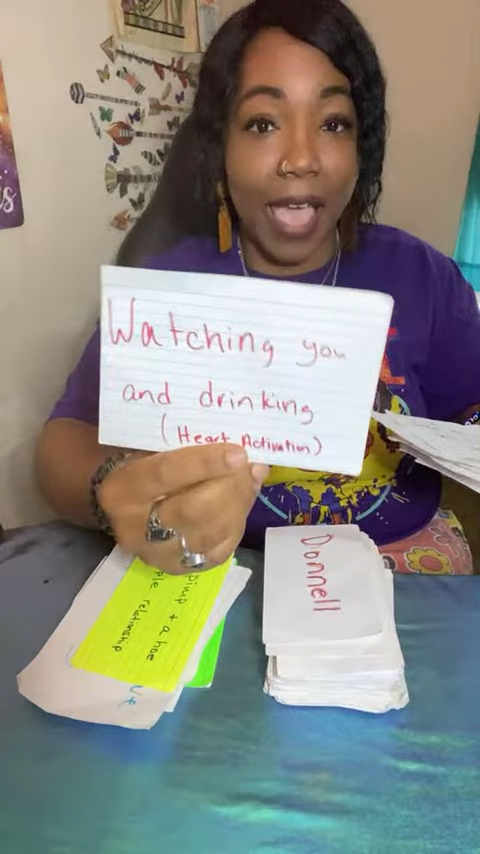 Watching you
and drinking
(Heart Activation)
Donnell
Pimp + a hoe
relationship